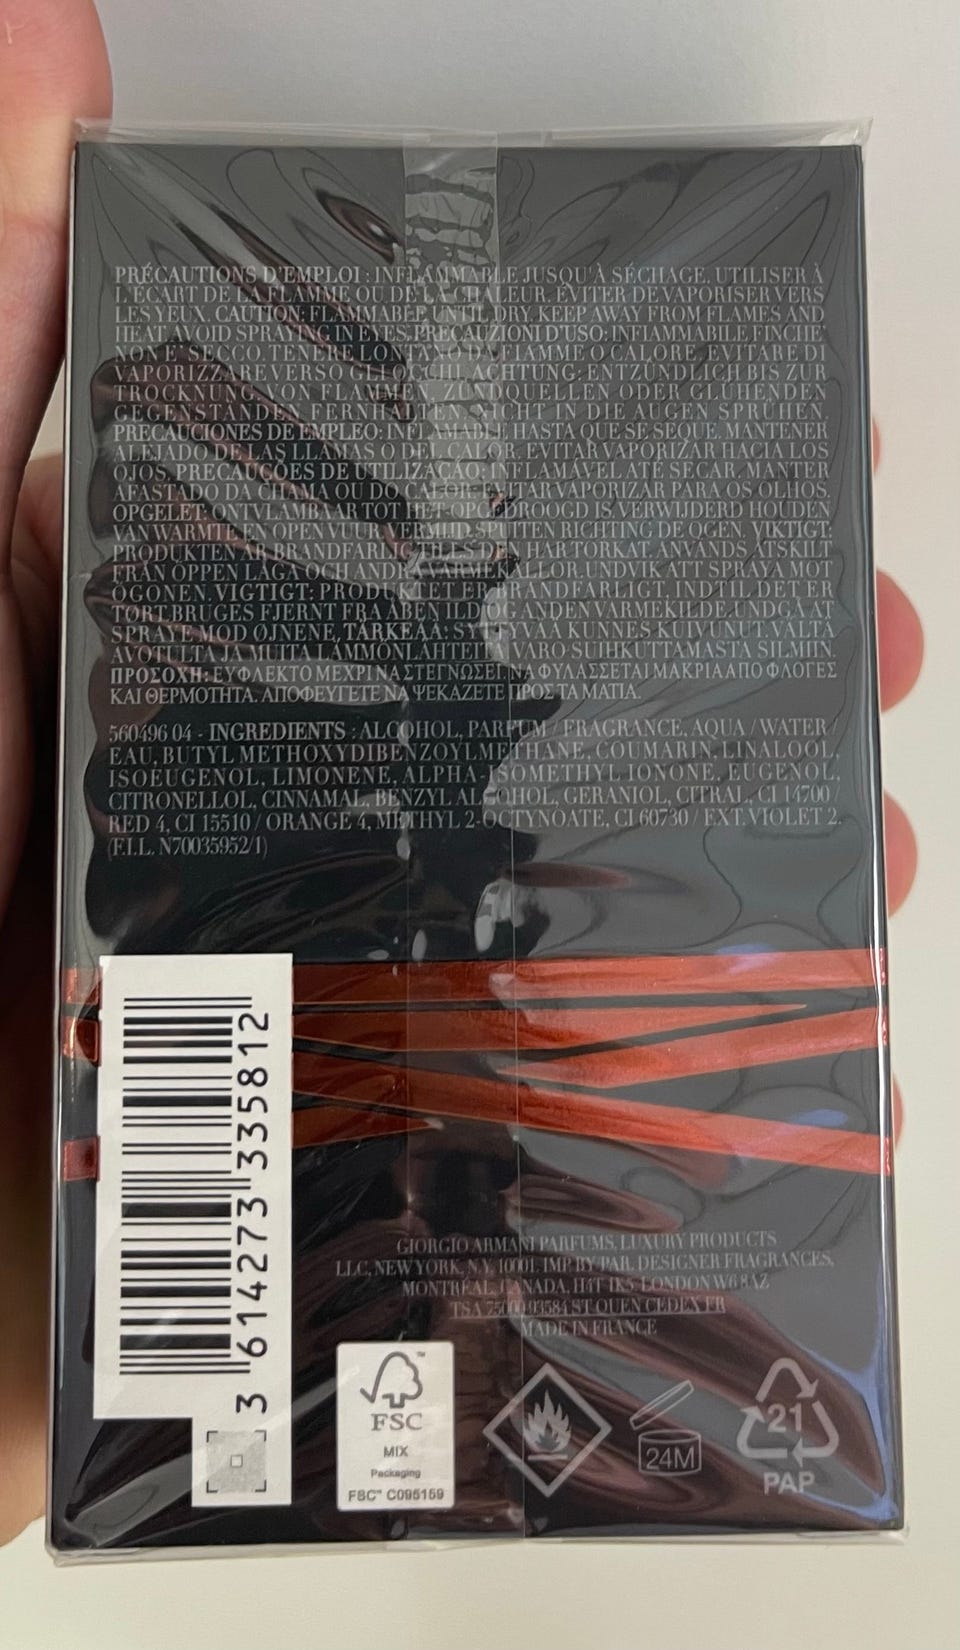 PRÉCAUTIONS D'EMPLOI : INFLAMMABLE JUSQU'À SÉCHAGE. UTILISER À
L'ÉCART DE LA FLAMME OU DE LA CHALEUR. ÉVITER DE VAPORISER VERS
LES YEUX. CAUTION: FLAMMABLE UNTIL DRY. KEEP AWAY FROM FLAMES AND
HEAT AVOID SPRAYING IN EYES. PRECAUZIONI D'USO: INFIAMMABILE FINCHE'
NON E' SECCO. TENERE LONTANO DA FIAMME O CALORE. EVITARE DI
VAPORIZZARE VERSO GLI OCCHI. ACHTUNG: ENTZÜNDLICH BIS ZUR
TROCKNUNG. VON FLAMMEN, ZÜNDQUELLEN ODER GLÜHENDEN
GEGENSTÄNDEN FERNHALTEN. NICHT IN DIE AUGEN SPRÜHEN.
PRECAUCIONES DE EMPLEO: INFLAMABLE HASTA QUE SE SEQUE. MANTENER
ALEJADO DE LAS LLAMAS O DEL CALOR. EVITAR VAPORIZAR HACIA LOS
OJOS. PRECAUÇÕES DE UTILIZAÇÃO: INFLAMÁVEL ATÉ SECAR. MANTER
AFASTADO DA CHAMA OU DO CALOR. EVITAR VAPORIZAR PARA OS OLHOS.
OPGELET: ONTVLAMBAAR TOT HET OPGEDROOGD IS VERWIJDERD HOUDEN
VAN WARMTE EN OPEN VUUR. VERMIJD SPUITEN RICHTING DE OGEN. VIKTIGT:
PRODUKTEN ÄR BRANDFARLIG TILLS DEN HAR TORKAT. ANVÄNDS ÅTSKILT
FRÅN ÖPPEN LÅGA OCH ANDRA VÄRMEKÄLLOR. UNDVIK ATT SPRAYA MOT
ÖGONEN. VIGTIGT: PRODUKTET ER BRANDFARLIGT, INDTIL DET ER
TØRT. BRUGES FJERNT FRA ÅBEN ILD OG ANDEN VARMEKILDE. UNDGÅ AT
SPRAYE MOD ØJNENE, TÄRKEÄÄ: SYTTYVÄÄ KUNNES KUIVUNUT. VÄLTÄ
AVOTULTA JA MUITA LÄMMÖNLÄHTEITÄ. VARO SUIHKUTTAMASTA SILMIIN.
ΠΡΟΣΟΧΗ: ΕΥΦΛΕΚΤΟ ΜΕΧΡΙ ΝΑ ΣΤΕΓΝΩΣΕΙ. ΝΑ ΦΥΛΑΣΣΕΤΑΙ ΜΑΚΡΙΑ ΑΠΟ ΦΛΟΓΕΣ
ΚΑΙ ΘΕΡΜΟΤΗΤΑ. ΑΠΟΦΕΥΓΕΤΕ ΝΑ ΨΕΚΑΖΕΤΕ ΠΡΟΣ ΤΑ ΜΑΤΙΑ.
560496 04 - INGREDIENTS : ALCOHOL, PARFUM / FRAGRANCE, AQUA / WATER /
EAU, BUTYL METHOXYDIBENZOYLMETHANE, COUMARIN, LINALOOL,
ISOEUGENOL, LIMONENE, ALPHA-ISOMETHYL IONONE, EUGENOL,
CITRONELLOL, CINNAMAL, BENZYL ALCOHOL, GERANIOL, CITRAL, CI 14700 /
RED 4, CI 15510 / ORANGE 4, METHYL 2-OCTYNOATE, CI 60730 / EXT. VIOLET 2.
(F.I.L. N70035952/1)
3 614273 335812
GIORGIO ARMANI PARFUMS, LUXURY PRODUCTS
LLC, NEW YORK, N.Y. 10001. IMP BY PAR. DESIGNER FRAGRANCES,
MONTRÉAL, CANADA, H4T 1K5. LONDON W6 8AZ
TSA 75000 93584 ST OUEN CEDEX FR
MADE IN FRANCE
FSC™
MIX
Packaging
FSC™ C095159
24M
21
PAP